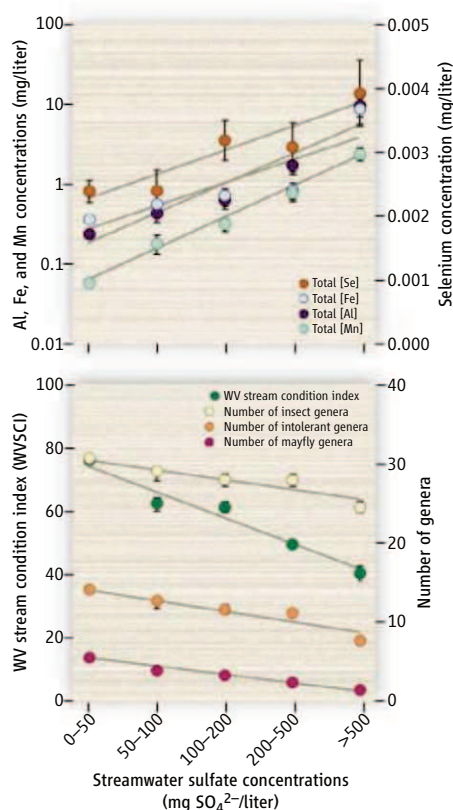 100
10
1
0.1
0.01
Al, Fe, and Mn concentrations (mg/liter)
0.005
0.004
0.003
0.002
0.001
0.000
Selenium concentration (mg/liter)
Total [Se]
Total [Fe]
Total [Al]
Total [Mn]
100
80
60
40
20
0
WV stream condition index (WVSCI)
40
30
20
10
0
Number of genera
WV stream condition index
Number of insect genera
Number of intolerant genera
Number of mayfly genera
0–50
50–100
100–200
200–500
>500
Streamwater sulfate concentrations
(mg SO₄²⁻/liter)